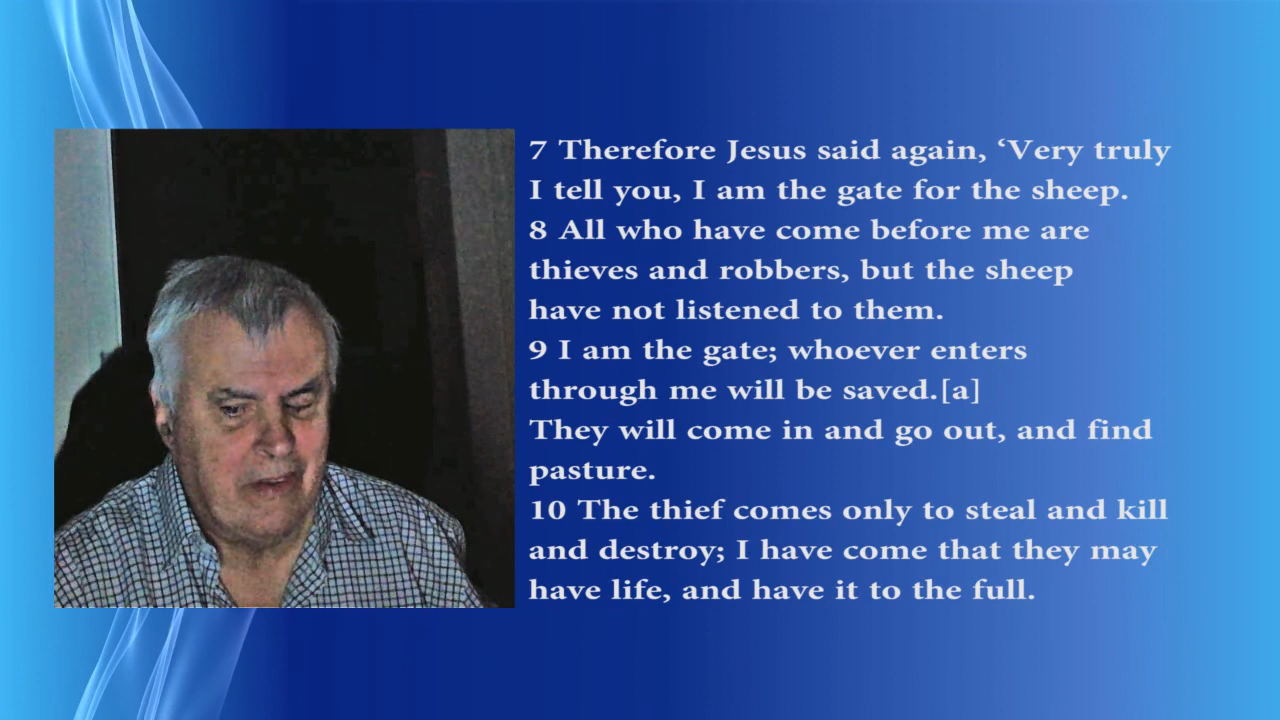 7 Therefore Jesus said again, ‘Very truly
I tell you, I am the gate for the sheep.
8 All who have come before me are
thieves and robbers, but the sheep
have not listened to them.
9 I am the gate; whoever enters
through me will be saved.[a]
They will come in and go out, and find
pasture.
10 The thief comes only to steal and kill
and destroy; I have come that they may
have life, and have it to the full.